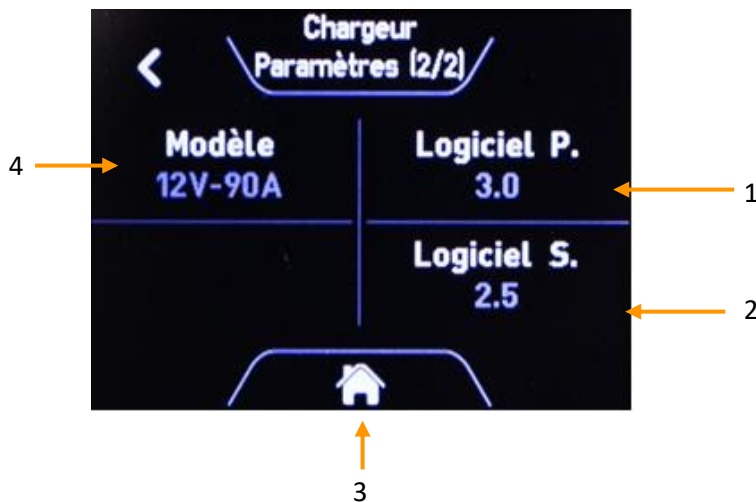 Chargeur
Paramètres (2/2)
Modèle
12V-90A
Logiciel P.
3.0
Logiciel S.
2.5
4
1
2
3